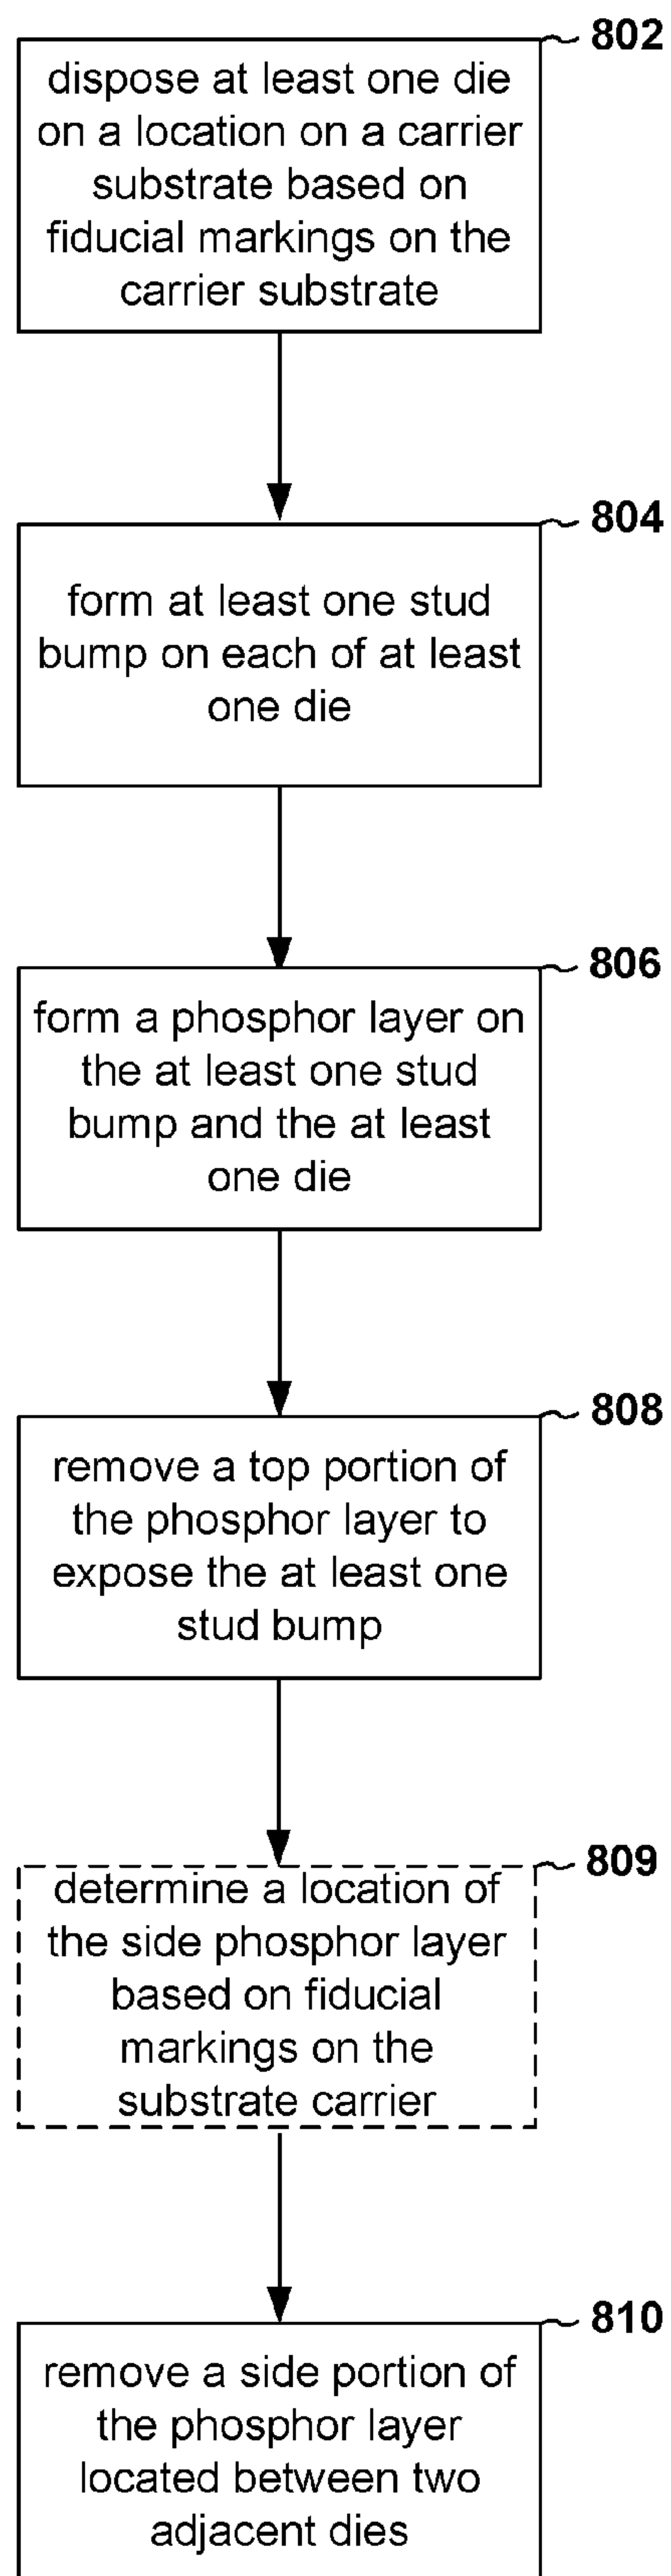 802
dispose at least one die
on a location on a carrier
substrate based on
fiducial markings on the
carrier substrate
804
form at least one stud
bump on each of at least
one die
806
form a phosphor layer on
the at least one stud
bump and the at least
one die
808
remove a top portion of
the phosphor layer to
expose the at least one
stud bump
809
determine a location of
the side phosphor layer
based on fiducial
markings on the
substrate carrier
810
remove a side portion of
the phosphor layer
located between two
adjacent dies